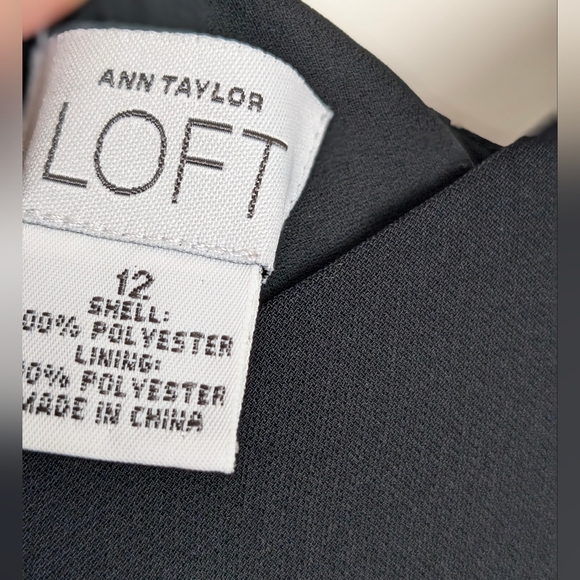 ANN TAYLOR
LOFT
12
SHELL:
00% POLYESTER
LINING:
0% POLYESTER
MADE IN CHINA